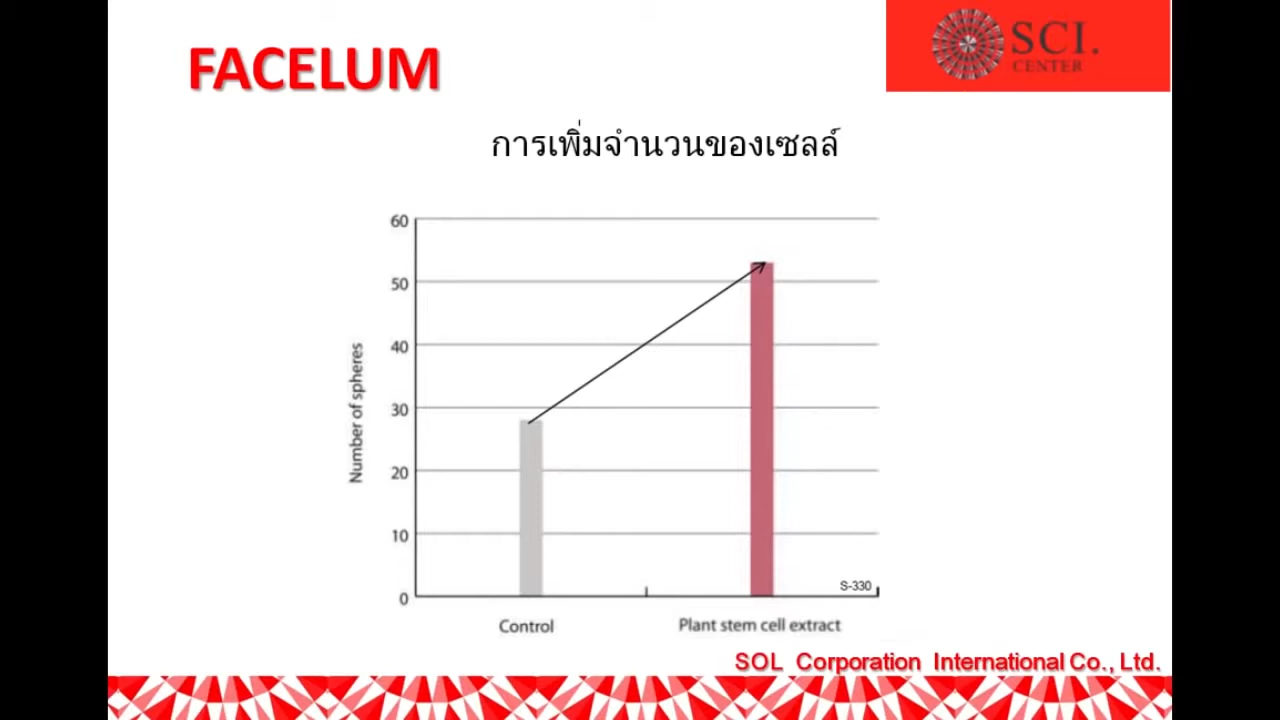 FACELUM
SCI.
CENTER
การเพิ่มจำนวนของเซลล์
60
50
40
30
20
10
0
Number of spheres
S-330
Control
Plant stem cell extract
SOL Corporation International Co., Ltd.